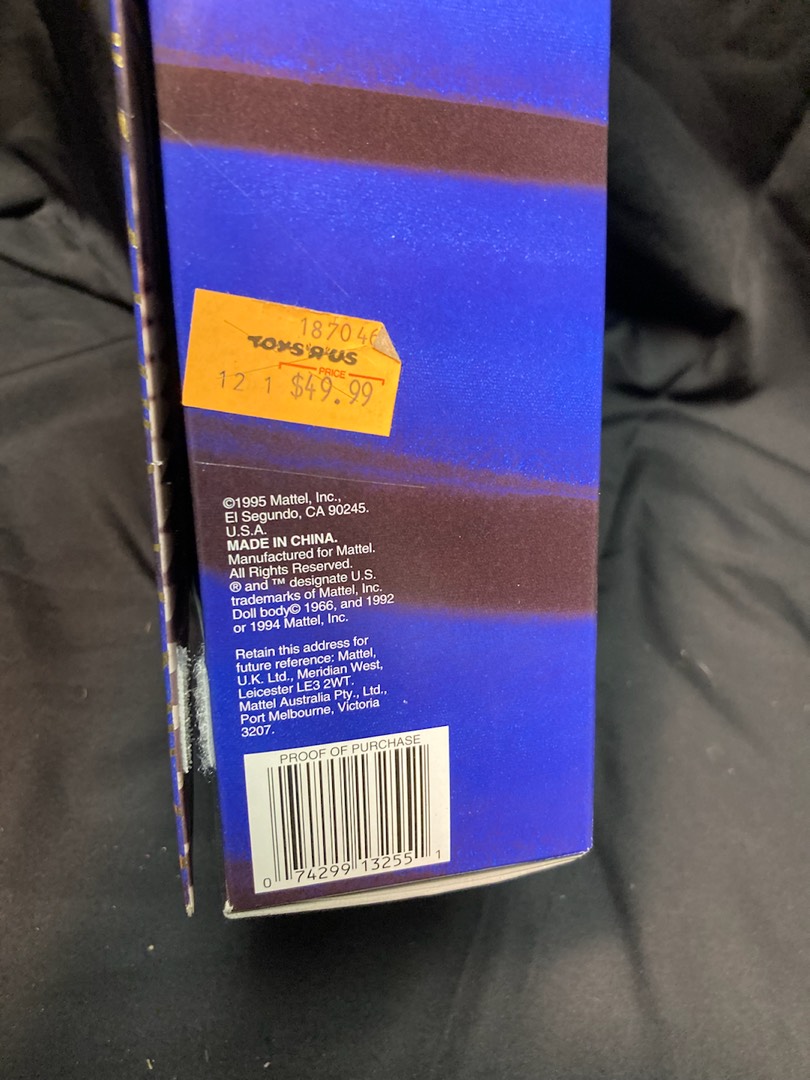 187046
TOYS "R" US
PRICE
12 1 $49.99
©1995 Mattel, Inc.,
El Segundo, CA 90245.
U.S.A.
MADE IN CHINA.
Manufactured for Mattel.
All Rights Reserved.
® and ™ designate U.S.
trademarks of Mattel, Inc.
Doll body© 1966, and 1992
or 1994 Mattel, Inc.
Retain this address for
future reference: Mattel,
U.K. Ltd., Meridian West,
Leicester LE3 2WT.
Mattel Australia Pty., Ltd.,
Port Melbourne, Victoria
3207.
PROOF OF PURCHASE
0 74299 13255 1